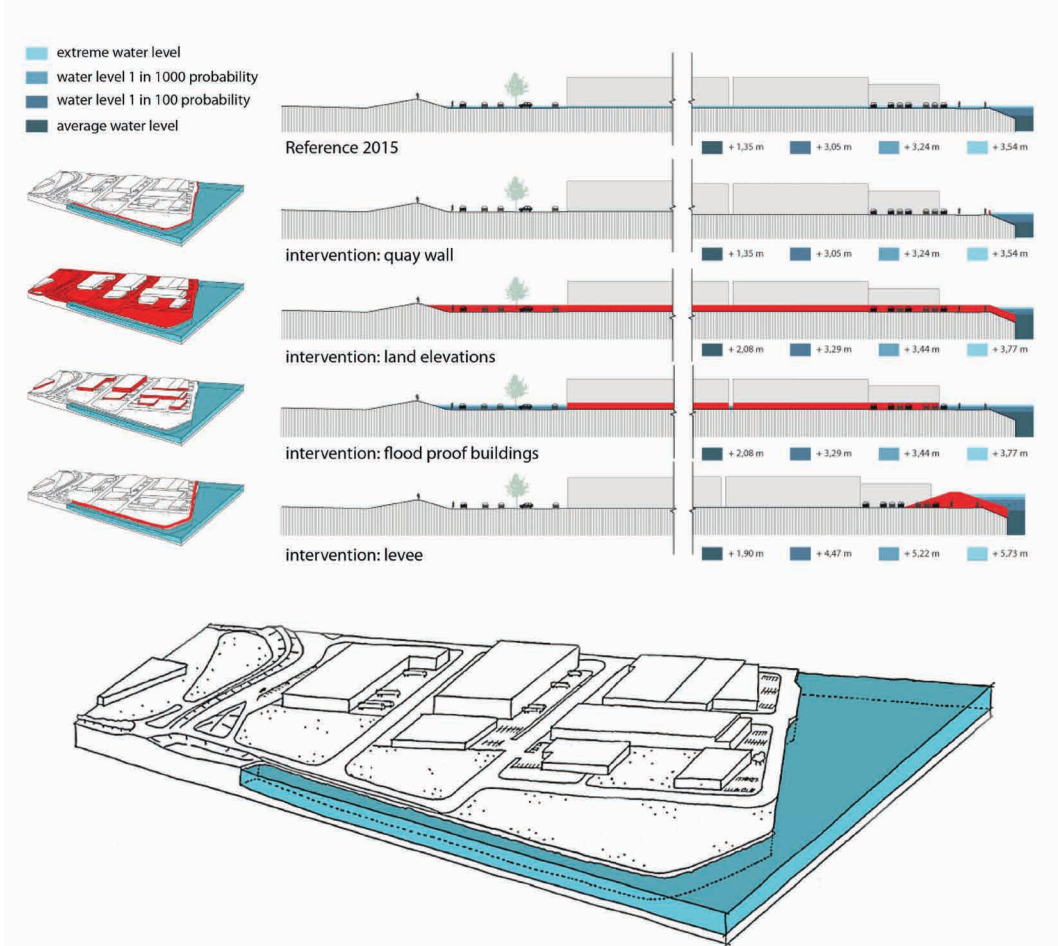 extreme water level
water level 1 in 1000 probability
water level 1 in 100 probability
average water level
Reference 2015
+ 1,35 m
+ 3,05 m
+ 3,24 m
+ 3,54 m
intervention: quay wall
+ 1,35 m
+ 3,05 m
+ 3,24 m
+ 3,54 m
intervention: land elevations
+ 2,08 m
+ 3,29 m
+ 3,44 m
+ 3,77 m
intervention: flood proof buildings
+ 2,08 m
+ 3,29 m
+ 3,44 m
+ 3,77 m
intervention: levee
+ 1,90 m
+ 4,47 m
+ 5,22 m
+ 5,73 m